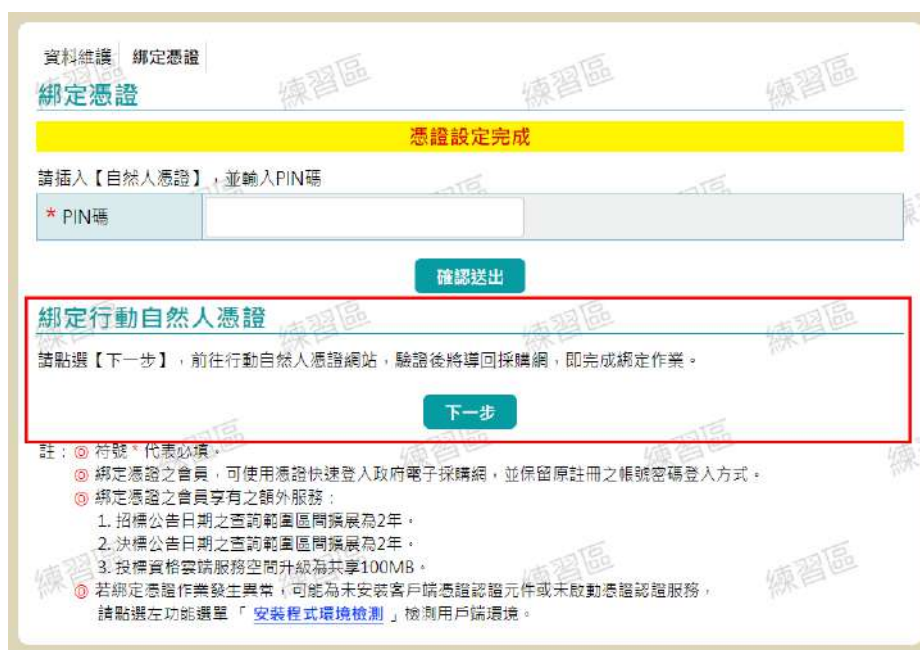 資料維護 綁定憑證
綁定憑證
憑證設定完成
請插入【自然人憑證】，並輸入PIN碼
* PIN碼
確認送出
綁定行動自然人憑證
請點選【下一步】，前往行動自然人憑證網站，驗證後將導回採購網，即完成綁定作業。
下一步
註：◎ 符號 * 代表必填。
◎ 綁定憑證之會員，可使用憑證快速登入政府電子採購網，並保留原註冊之帳號密碼登入方式。
◎ 綁定憑證之會員享有之額外服務：
1. 招標公告日期之查詢範圍區間擴展為2年。
2. 決標公告日期之查詢範圍區間擴展為2年。
3. 投標資格雲端服務空間升級為共享100MB。
◎ 若綁定憑證作業發生異常，可能為未安裝客戶端憑證認證元件或未啟動憑證認證服務，
請點選左功能選單「 安裝程式環境檢測 」檢測用戶端環境。
練習區